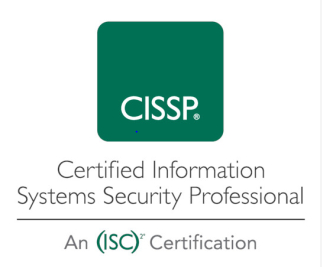 CISSP®
Certified Information
Systems Security Professional
An (ISC)²® Certification